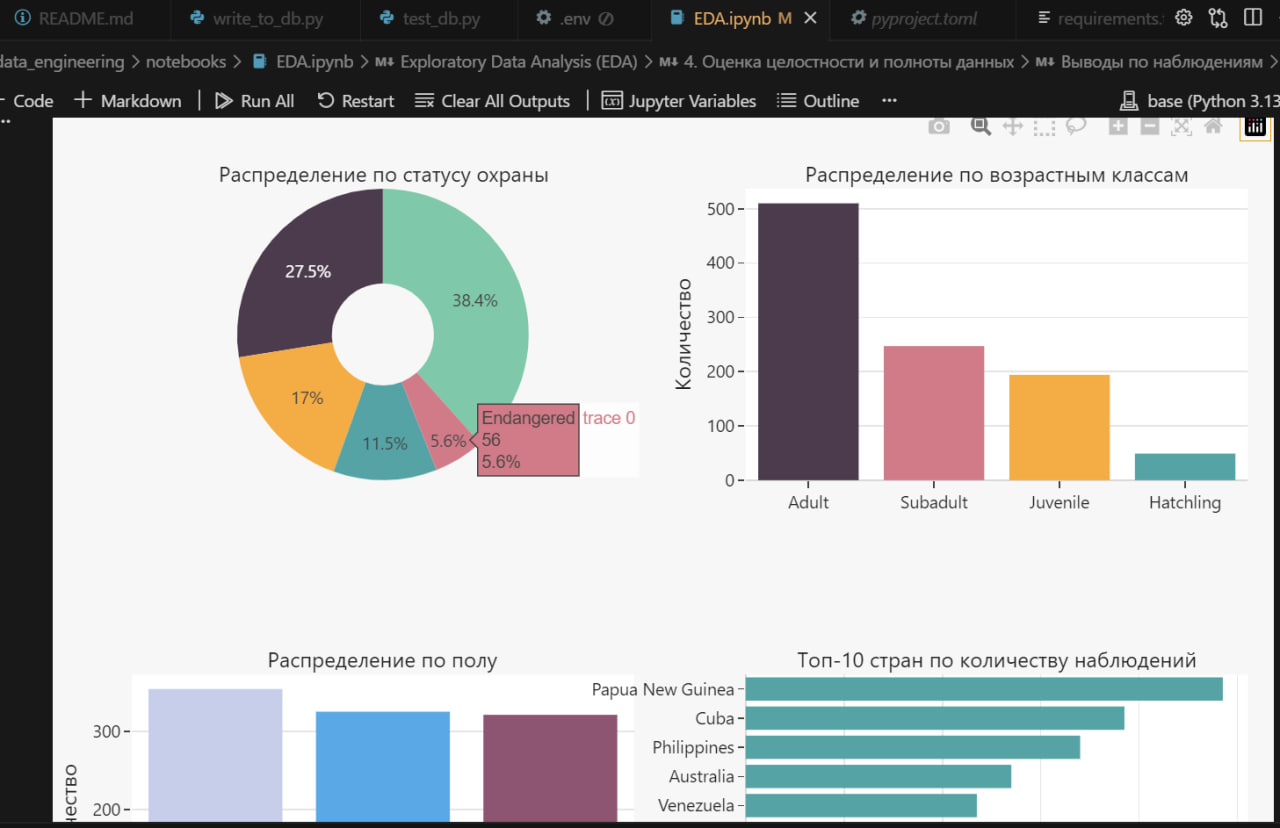 README.md
write_to_db.py
test_db.py
.env
EDA.ipynb M
pyproject.toml
requirements.
data_engineering > notebooks > EDA.ipynb > M↓ Exploratory Data Analysis (EDA) > M↓ 4. Оценка целостности и полноты данных > M↓ Выводы по наблюдениям >
Code + Markdown | Run All Restart Clear All Outputs | Jupyter Variables Outline ...
base (Python 3.13
Распределение по статусу охраны
27.5%
38.4%
17%
11.5%
5.6%
Endangered trace 0
56
5.6%
Распределение по возрастным классам
Количество
500
400
300
200
100
0
Adult
Subadult
Juvenile
Hatchling
Распределение по полу
300
200
Топ-10 стран по количеству наблюдений
Papua New Guinea
Cuba
Philippines
Australia
Venezuela